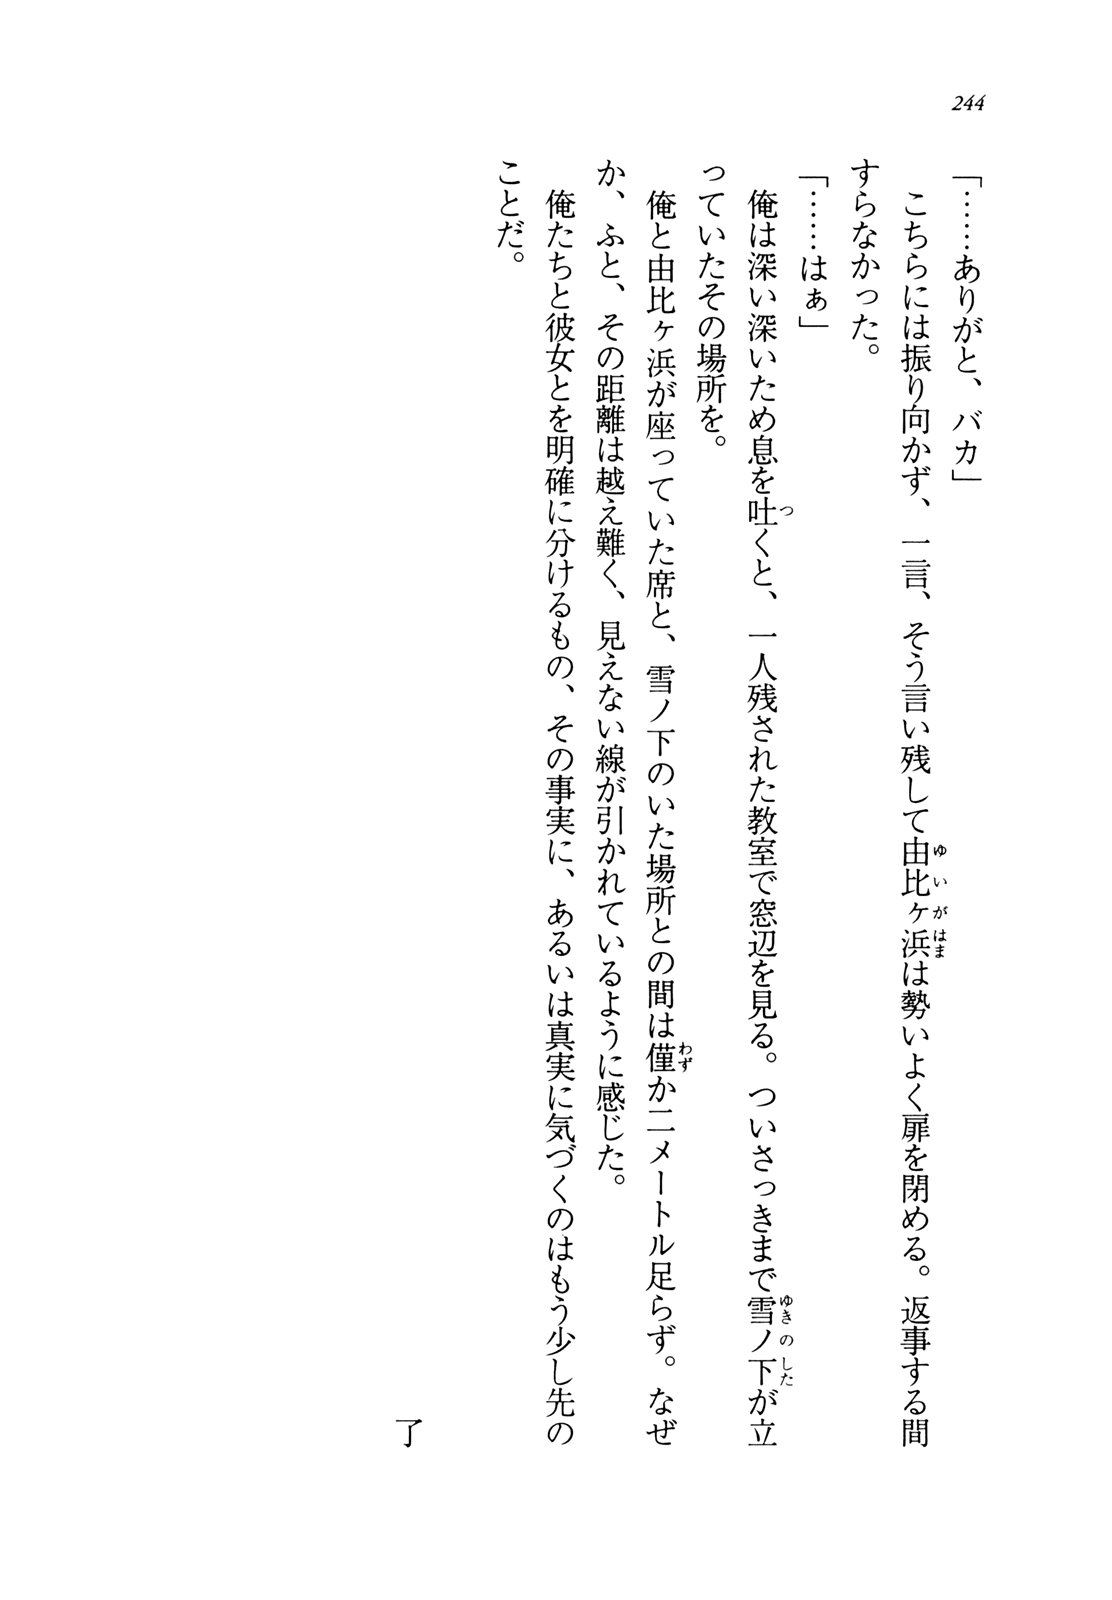 244
「……ありがと、バカ」
　こちらには振り向かず、一言、そう言い残して由比ヶ浜は勢いよく扉を閉める。返事する間
すらなかった。
「……はぁ」
　俺は深い深いため息を吐くと、一人残された教室で窓辺を見る。ついさっきまで雪ノ下が立
っていたその場所を。
　俺と由比ヶ浜が座っていた席と、雪ノ下のいた場所との間は僅か二メートル足らず。なぜ
か、ふと、その距離は越え難く、見えない線が引かれているように感じた。
　俺たちと彼女とを明確に分けるもの、その事実に、あるいは真実に気づくのはもう少し先の
ことだ。
了